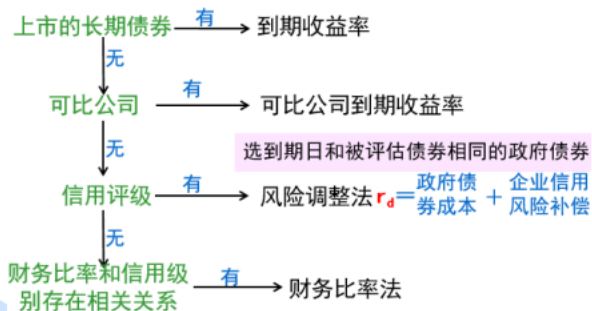 上市的长期债券 有 到期收益率
无
可比公司 有 可比公司到期收益率
无
选到期日和被评估债券相同的政府债券
信用评级 有 风险调整法 rd=政府债券成本 + 企业信用风险补偿
无
财务比率和信用级
别存在相关关系 有 财务比率法